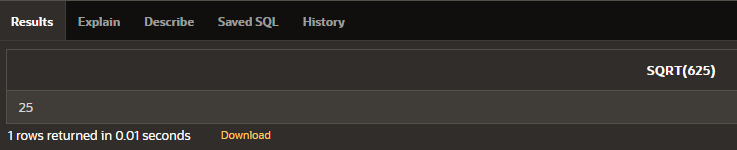 Results Explain Describe Saved SQL History
SQRT(625)
25
1 rows returned in 0.01 seconds Download